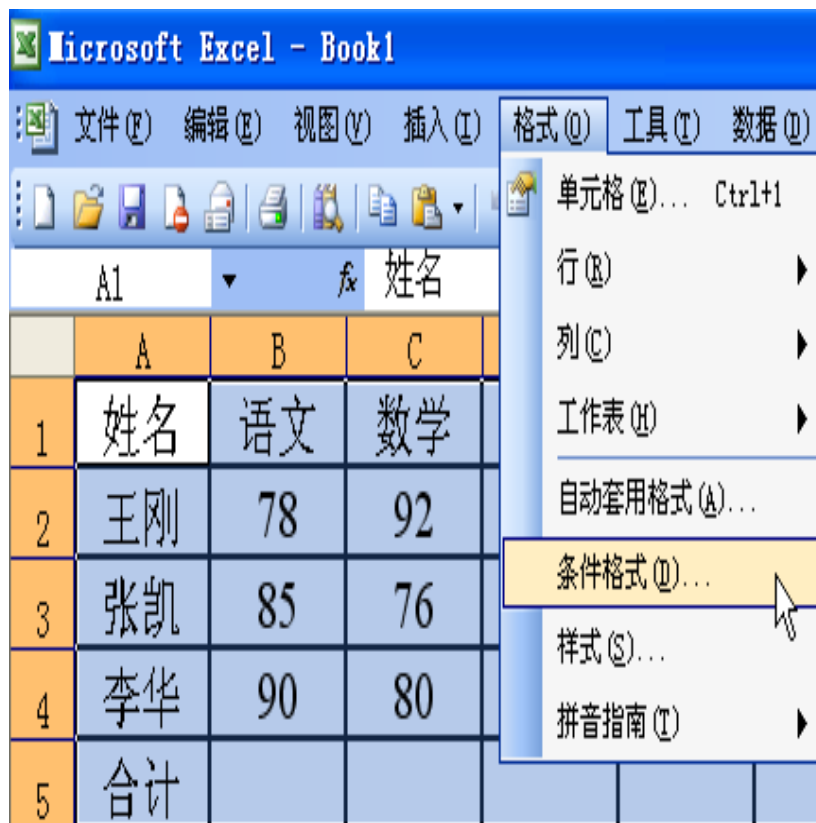 Microsoft Excel - Book1
文件(F) 编辑(E) 视图(V) 插入(I) 格式(O) 工具(T) 数据(D)
单元格(E)... Ctrl+1
行(R)
列(C)
工作表(H)
自动套用格式(A)...
条件格式(D)...
样式(S)...
拼音指南(T)
A1 fx 姓名
A B C
1 姓名 语文 数学
2 王刚 78 92
3 张凯 85 76
4 李华 90 80
5 合计